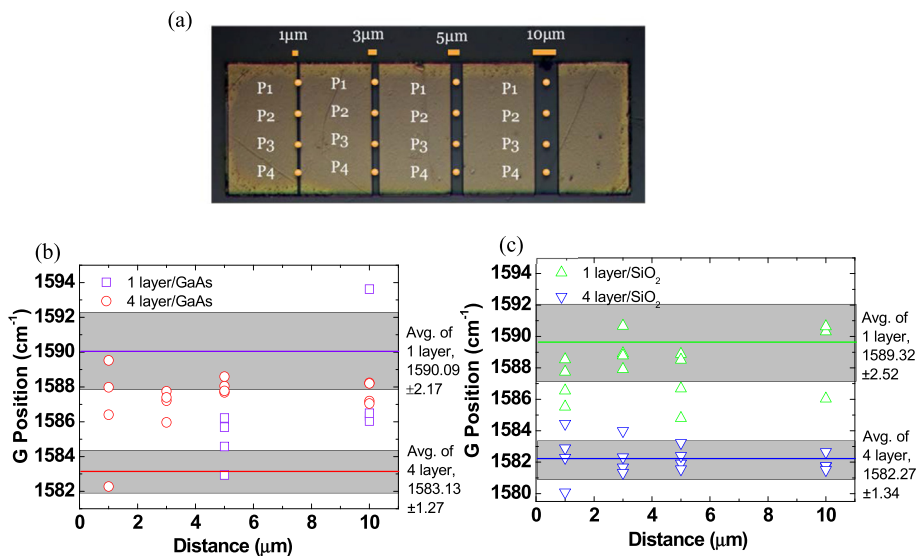 (a)
1μm 3μm 5μm 10μm
P1 P1 P1 P1
P2 P2 P2 P2
P3 P3 P3 P3
P4 P4 P4 P4
(b)
1594
1592
1590
1588
1586
1584
1582
G Position (cm⁻¹)
1 layer/GaAs
4 layer/GaAs
Avg. of
1 layer,
1590.09
±2.17
Avg. of
4 layer,
1583.13
±1.27
0 2 4 6 8 10
Distance (μm)
(c)
1594
1592
1590
1588
1586
1584
1582
1580
G Position (cm⁻¹)
1 layer/SiO₂
4 layer/SiO₂
Avg. of
1 layer,
1589.32
±2.52
Avg. of
4 layer,
1582.27
±1.34
0 2 4 6 8 10
Distance (μm)